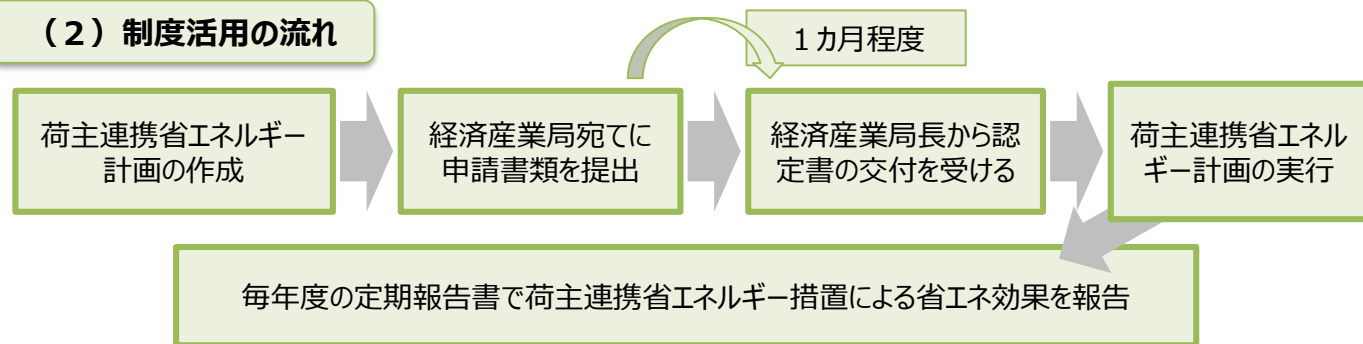 （２）制度活用の流れ
１カ月程度
荷主連携省エネルギー
計画の作成
経済産業局宛てに
申請書類を提出
経済産業局長から認
定書の交付を受ける
荷主連携省エネル
ギー計画の実行
毎年度の定期報告書で荷主連携省エネルギー措置による省エネ効果を報告